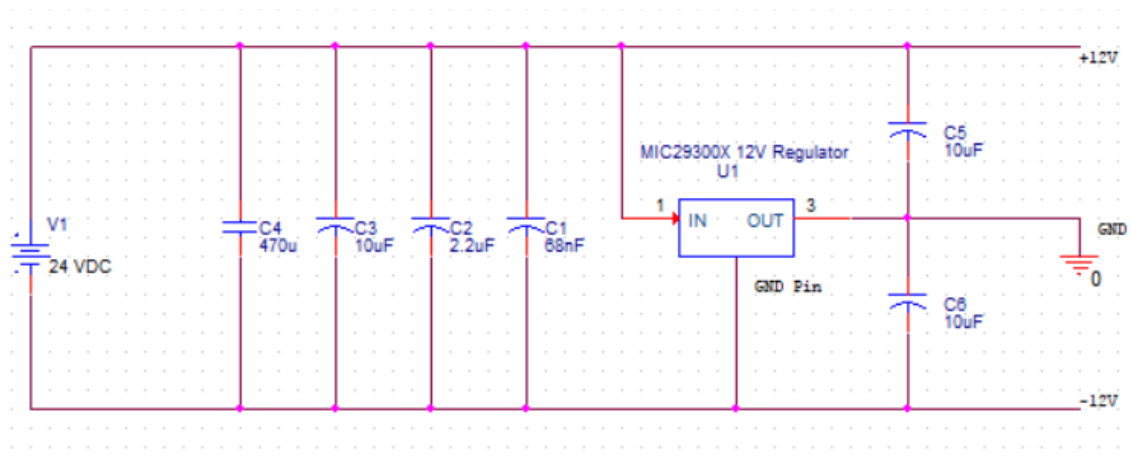 +12V
C5
10uF
MIC29300X 12V Regulator
U1
1
3
IN
OUT
V1
24 VDC
C4
470u
C3
10uF
C2
2.2uF
C1
68nF
GND
0
GND Pin
C6
10uF
-12V